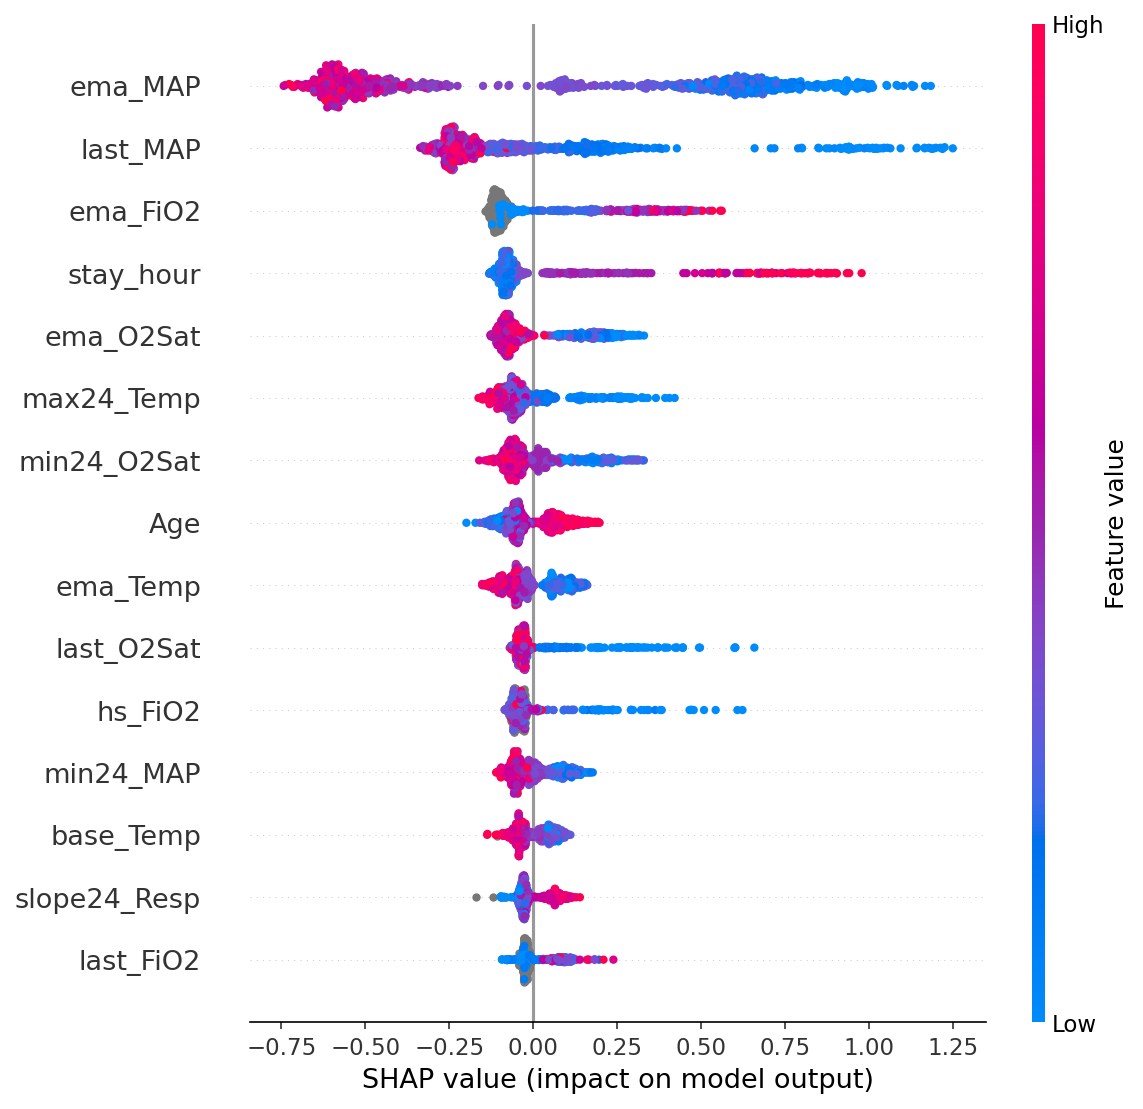 High
ema_MAP
last_MAP
ema_FiO2
stay_hour
ema_O2Sat
max24_Temp
min24_O2Sat
Age
ema_Temp
last_O2Sat
hs_FiO2
min24_MAP
base_Temp
slope24_Resp
last_FiO2
Feature value
Low
−0.75 −0.50 −0.25 0.00 0.25 0.50 0.75 1.00 1.25
SHAP value (impact on model output)